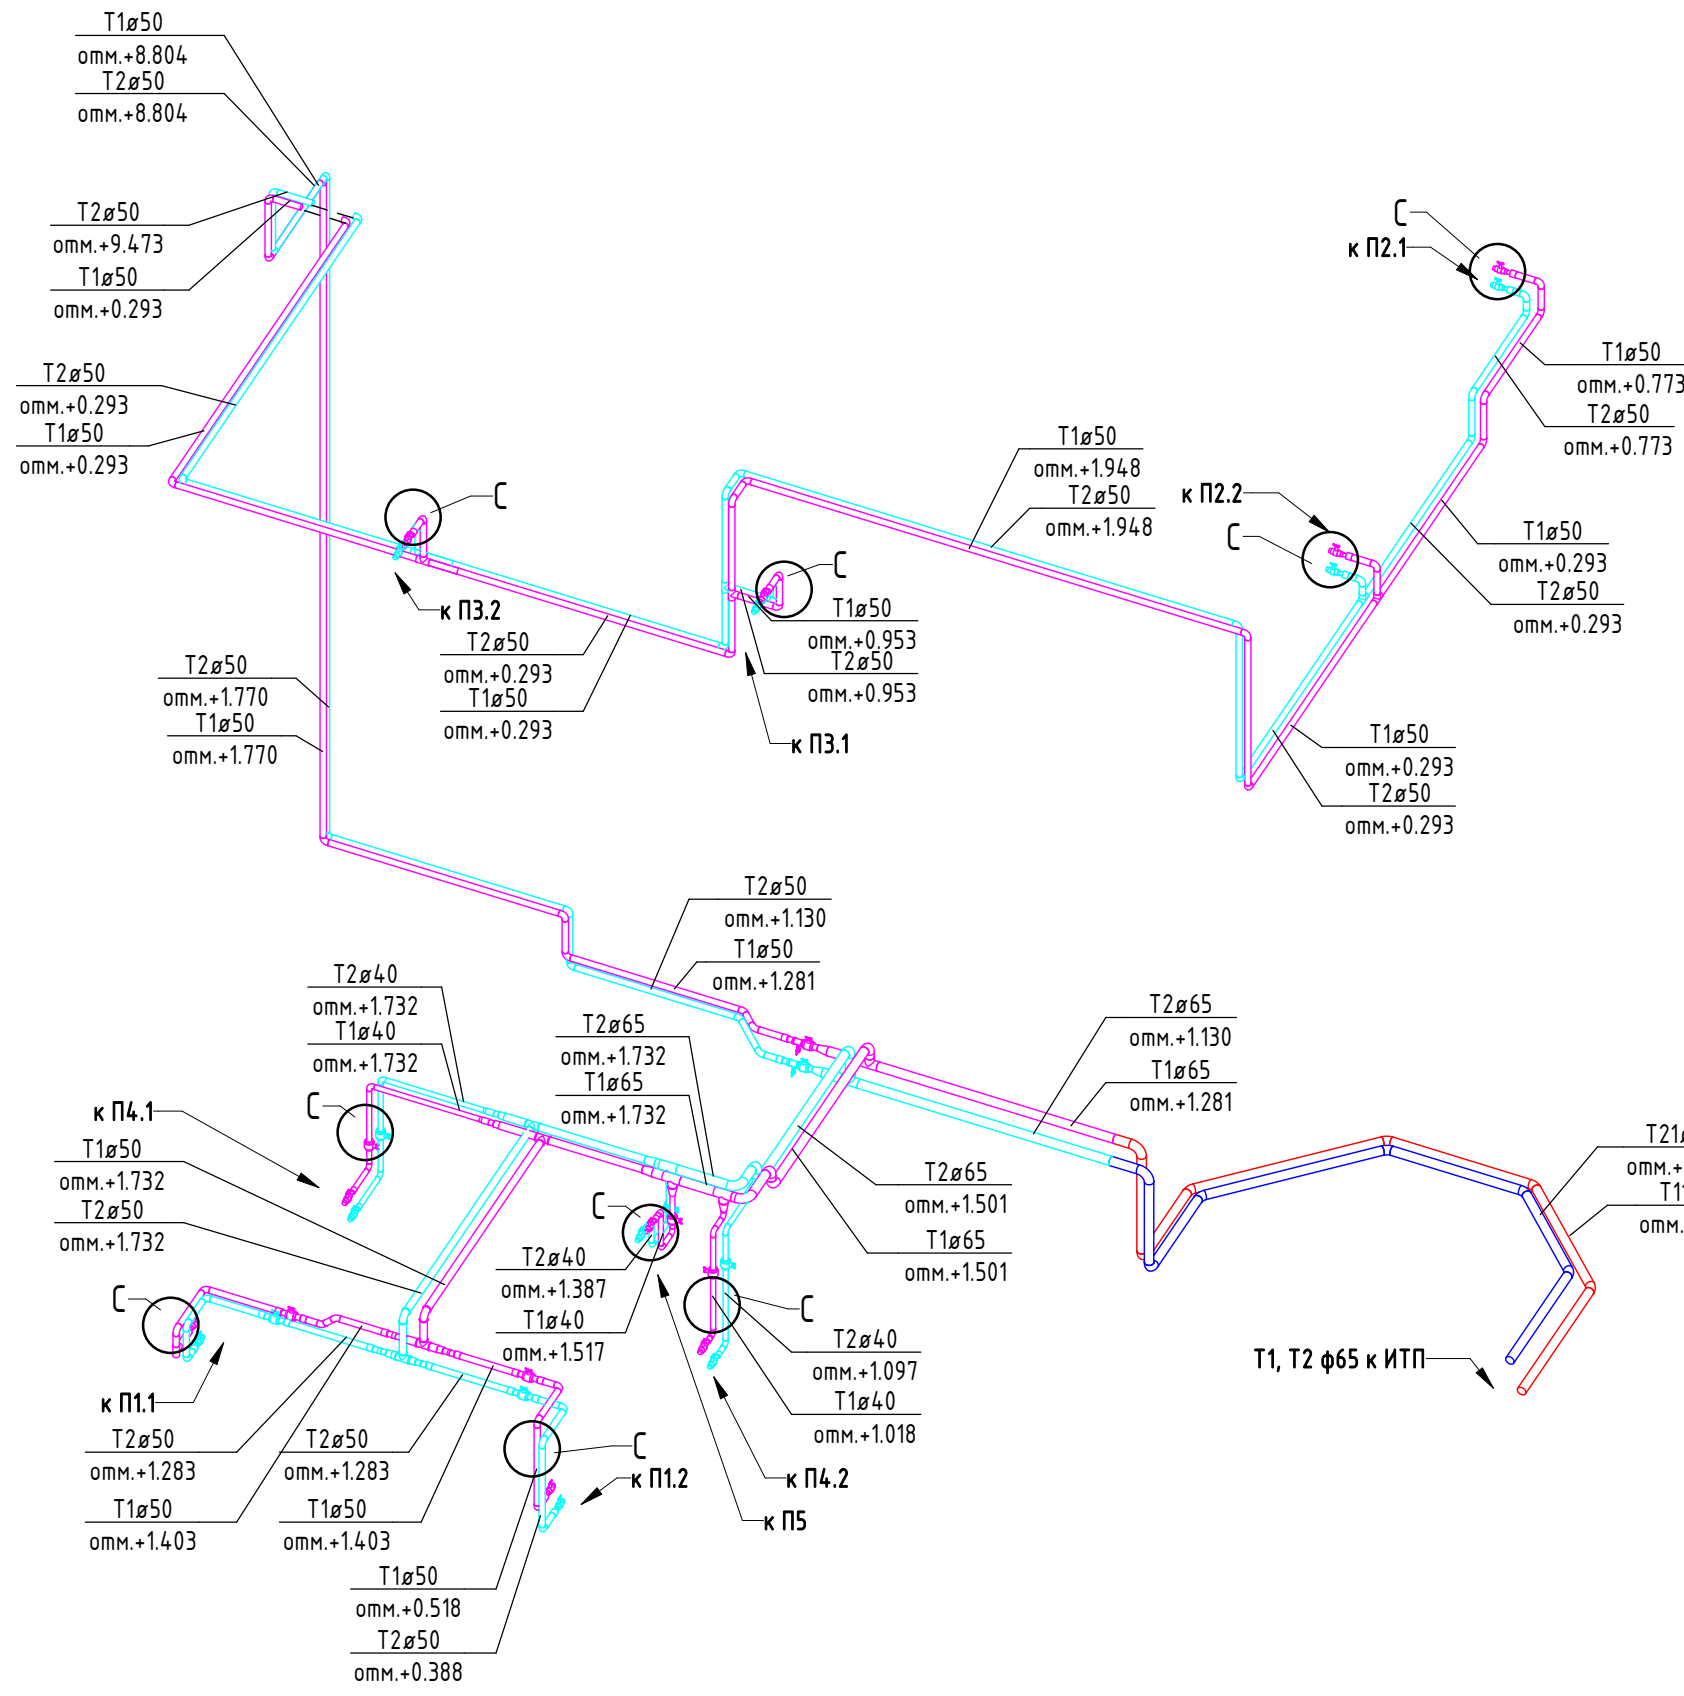 T1ø50
отм.+8.804
T2ø50
отм.+8.804
T2ø50
отм.+9.473
T1ø50
отм.+0.293
T2ø50
отм.+0.293
T1ø50
отм.+0.293
С
к П2.1
T1ø50
отм.+0.773
T2ø50
отм.+0.773
T1ø50
отм.+1.948
T2ø50
отм.+1.948
к П2.2
С
T1ø50
отм.+0.293
T2ø50
отм.+0.293
С
к П3.2
С
T1ø50
отм.+0.953
T2ø50
отм.+0.953
T2ø50
отм.+0.293
T1ø50
отм.+0.293
к П3.1
T2ø50
отм.+1.770
T1ø50
отм.+1.770
T1ø50
отм.+0.293
T2ø50
отм.+0.293
T2ø50
отм.+1.130
T1ø50
отм.+1.281
T2ø40
отм.+1.732
T1ø40
отм.+1.732
T2ø65
отм.+1.732
T1ø65
отм.+1.732
T2ø65
отм.+1.130
T1ø65
отм.+1.281
С
к П4.1
T1ø50
отм.+1.732
T2ø50
отм.+1.732
T21
отм.+
T1
отм.
T2ø65
отм.+1.501
T1ø65
отм.+1.501
С
T2ø40
отм.+1.387
T1ø40
отм.+1.517
С
С
T2ø40
отм.+1.097
T1ø40
отм.+1.018
Т1, Т2 ф65 к ИТП
к П1.1
T2ø50
отм.+1.283
T1ø50
отм.+1.403
T2ø50
отм.+1.283
T1ø50
отм.+1.403
С
к П1.2
к П4.2
к П5
T1ø50
отм.+0.518
T2ø50
отм.+0.388